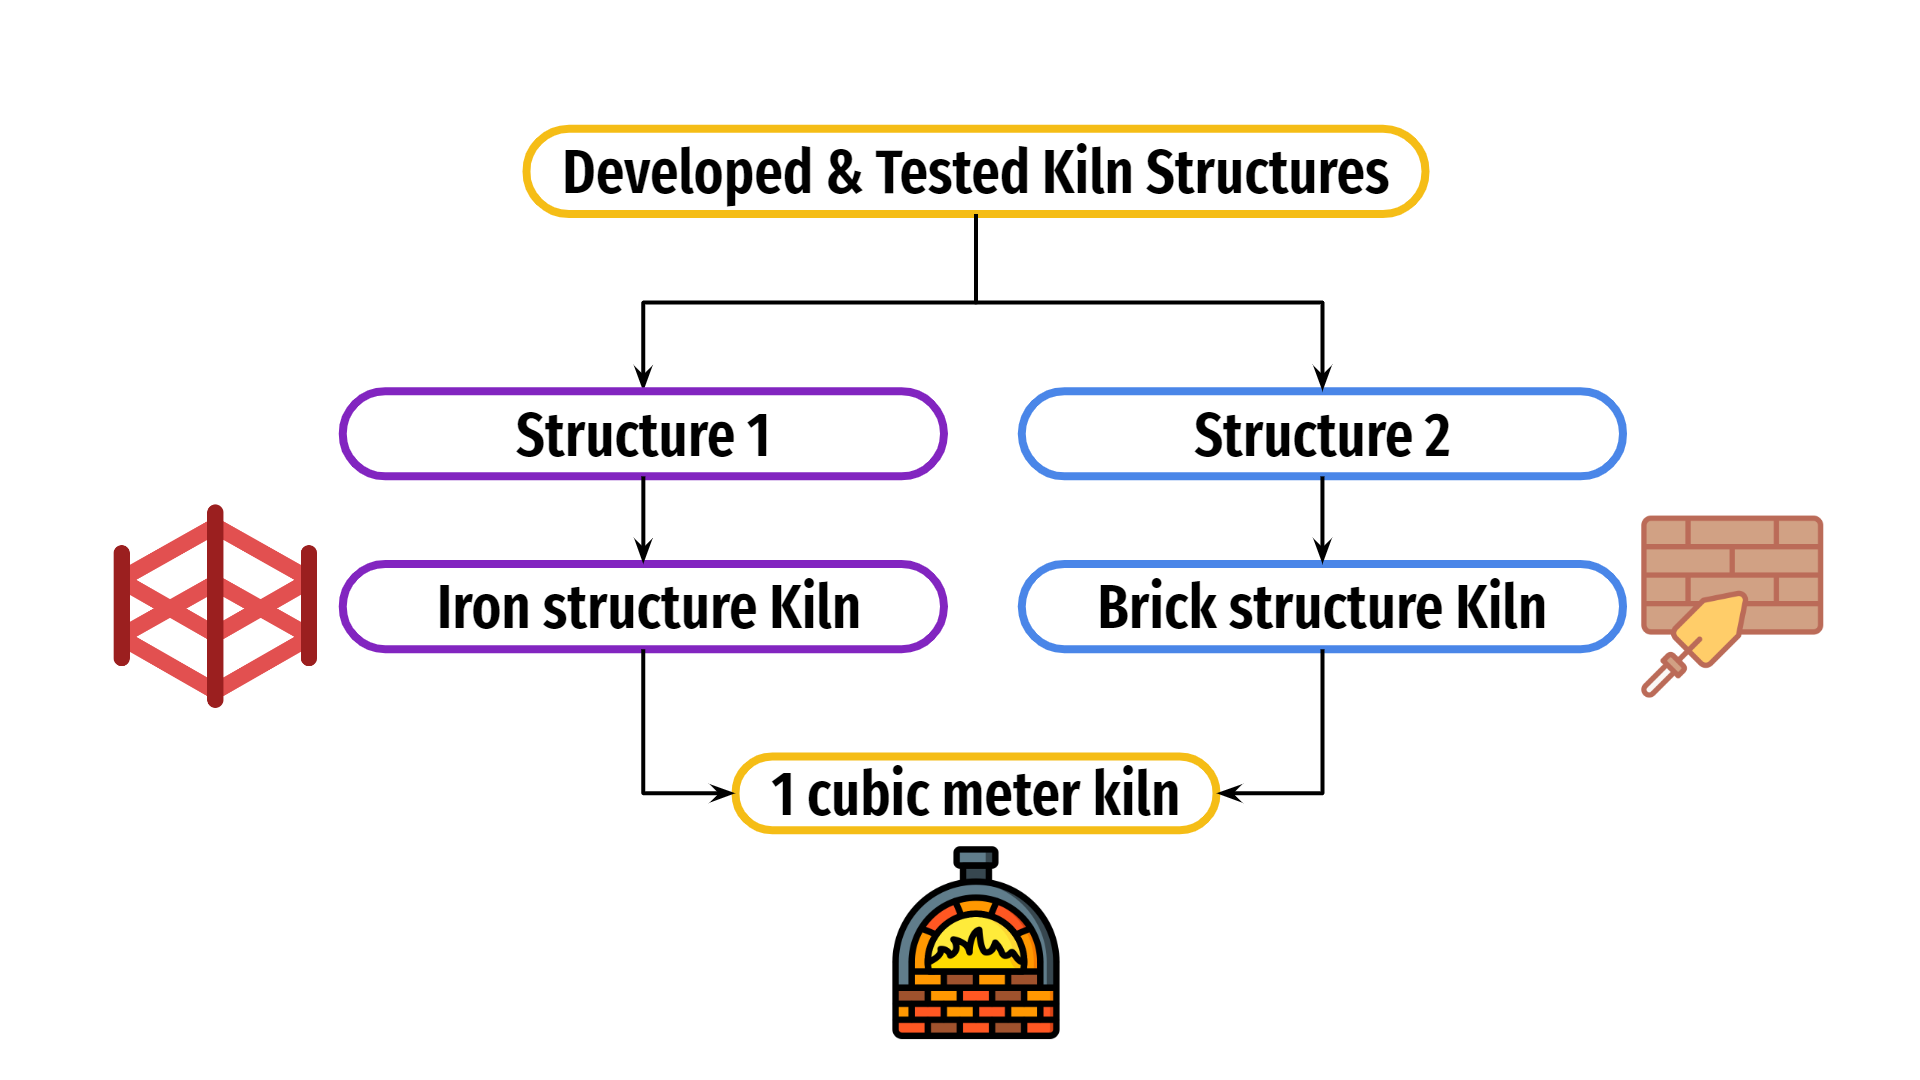 Developed & Tested Kiln Structures
Structure 1
Structure 2
Iron structure Kiln
Brick structure Kiln
1 cubic meter kiln